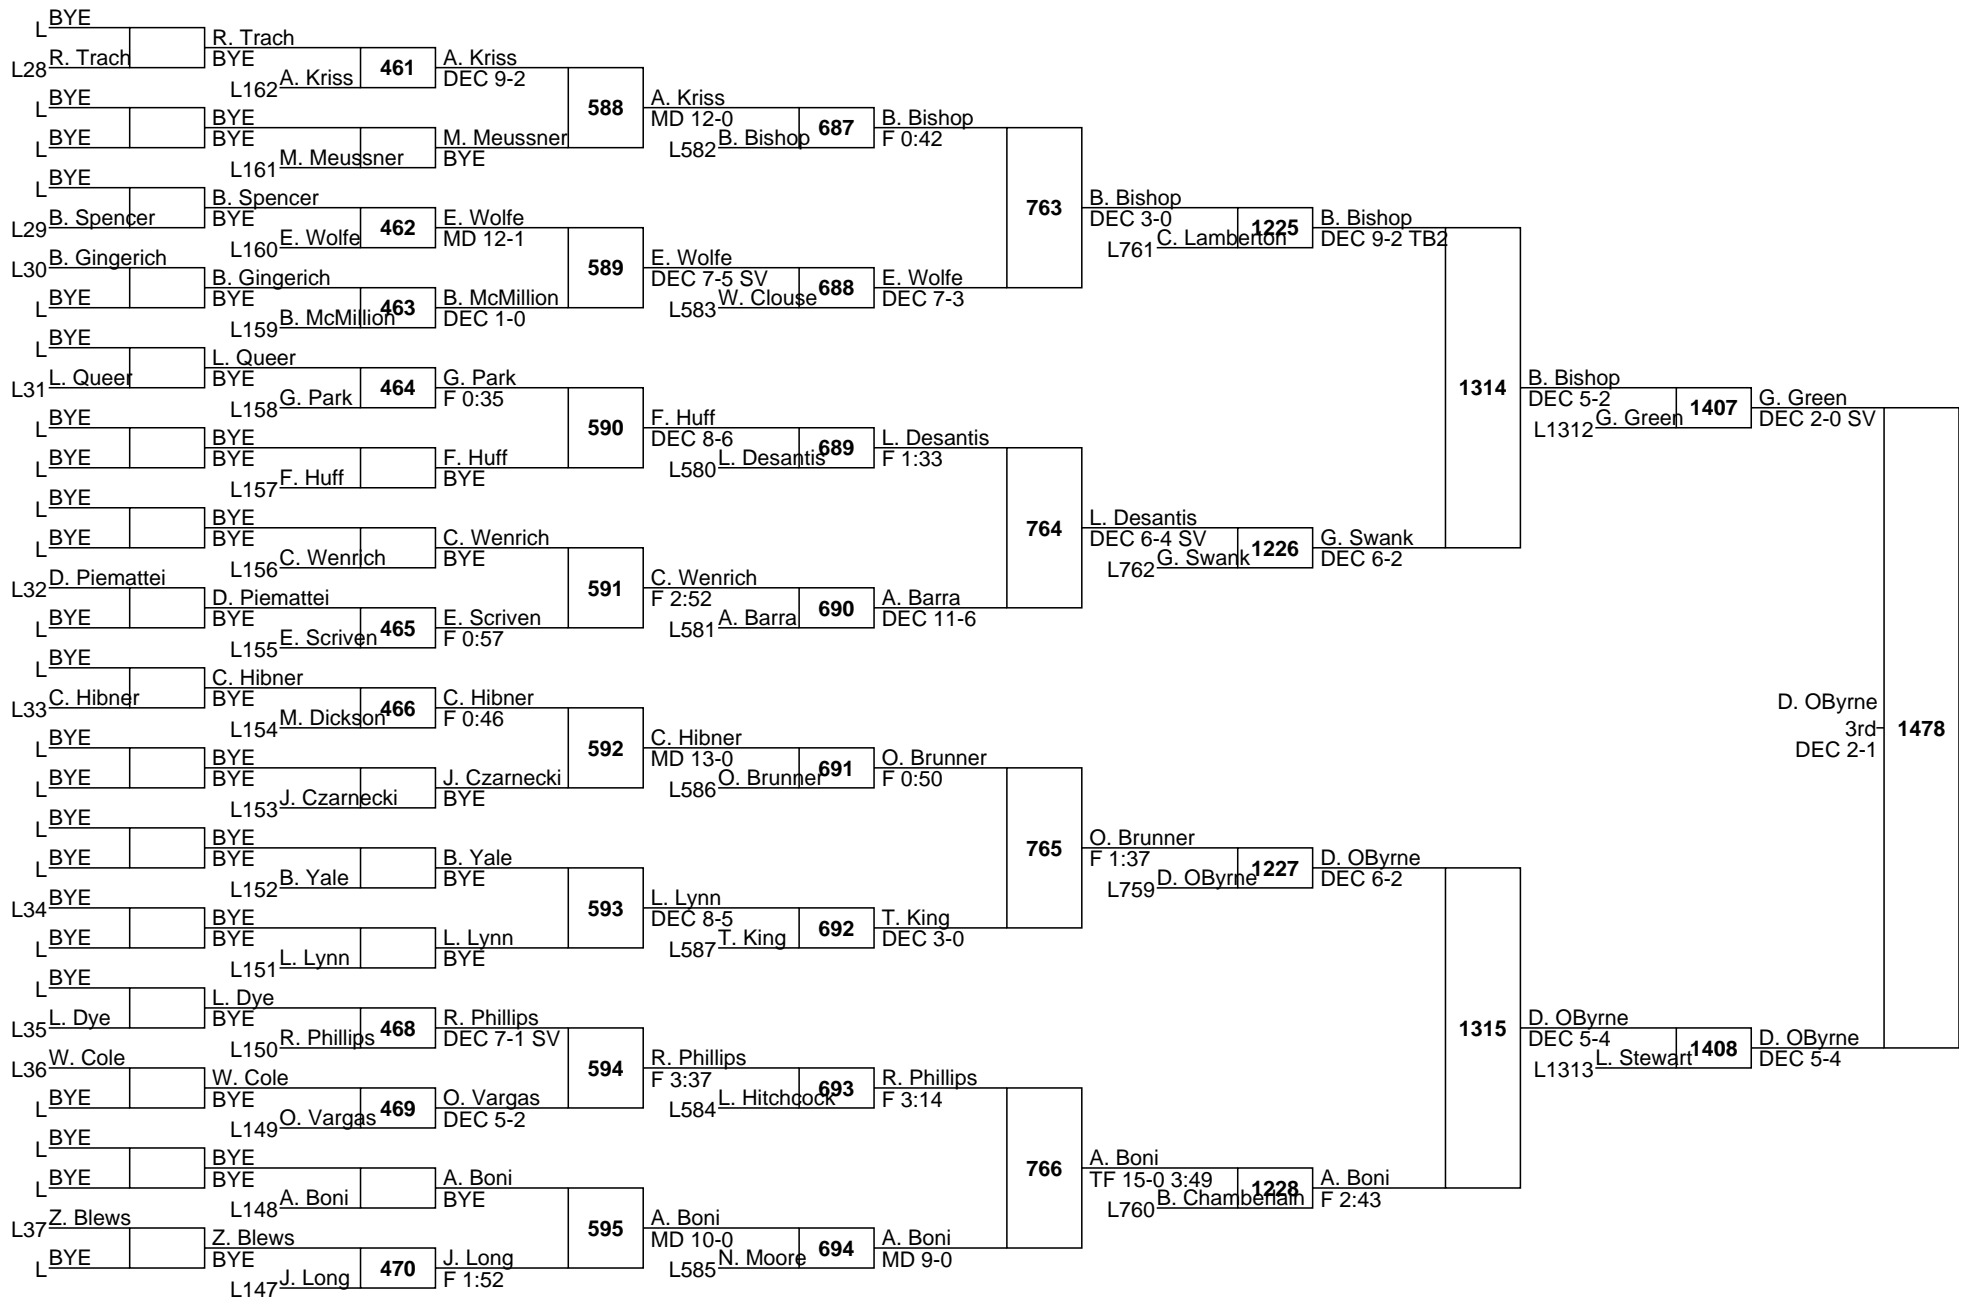 L BYE
R. Trach
L28 R. Trach
BYE
461
A. Kriss
L162 A. Kriss
DEC 9-2
L BYE
588
A. Kriss
BYE
MD 12-0
687
B. Bishop
L BYE
BYE
M. Meussner
L582 B. Bishop
F 0:42
L161 M. Meussner
BYE
L BYE
B. Spencer
763
B. Bishop
L29 B. Spencer
BYE
462
E. Wolfe
DEC 3-0
1225
B. Bishop
L160 E. Wolfe
MD 12-1
L761 C. Lamberton
DEC 9-2 TB2
L30 B. Gingerich
589
E. Wolfe
B. Gingerich
DEC 7-5 SV
688
E. Wolfe
L BYE
BYE
463
B. McMillion
L583 W. Clouse
DEC 7-3
L159 B. McMillion
DEC 1-0
L BYE
L. Queer
L31 L. Queer
BYE
464
G. Park
1314
B. Bishop
L158 G. Park
F 0:35
DEC 5-2
1407
G. Green
L BYE
590
F. Huff
L1312 G. Green
DEC 2-0 SV
BYE
DEC 8-6
689
L. Desantis
L BYE
BYE
F. Huff
L580 L. Desantis
F 1:33
L157 F. Huff
BYE
L BYE
BYE
764
L. Desantis
L BYE
BYE
C. Wenrich
DEC 6-4 SV
1226
G. Swank
L156 C. Wenrich
BYE
L762 G. Swank
DEC 6-2
L32 D. Piemattei
591
C. Wenrich
D. Piemattei
F 2:52
690
A. Barra
L BYE
BYE
465
E. Scriven
L581 A. Barra
DEC 11-6
L155 E. Scriven
F 0:57
L BYE
C. Hibner
L33 C. Hibner
BYE
466
C. Hibner
D. OByrne
L154 M. Dickson
F 0:46
3rd
1478
L BYE
592
C. Hibner
DEC 2-1
BYE
MD 13-0
691
O. Brunner
L BYE
BYE
J. Czarnecki
L586 O. Brunner
F 0:50
L153 J. Czarnecki
BYE
L BYE
BYE
765
O. Brunner
L BYE
BYE
B. Yale
F 1:37
1227
D. OByrne
L152 B. Yale
BYE
L759 D. OByrne
DEC 6-2
L34 BYE
593
L. Lynn
BYE
DEC 8-5
692
T. King
L BYE
BYE
L. Lynn
L587 T. King
DEC 3-0
L151 L. Lynn
BYE
L BYE
L. Dye
L35 L. Dye
BYE
468
R. Phillips
1315
D. OByrne
L150 R. Phillips
DEC 7-1 SV
DEC 5-4
1408
D. OByrne
L36 W. Cole
594
R. Phillips
L1313 L. Stewart
DEC 5-4
W. Cole
F 3:37
693
R. Phillips
L BYE
BYE
469
O. Vargas
L584 L. Hitchcock
F 3:14
L149 O. Vargas
DEC 5-2
L BYE
BYE
766
A. Boni
L BYE
BYE
A. Boni
TF 15-0 3:49
1228
A. Boni
L148 A. Boni
BYE
L760 B. Chamberlain
F 2:43
L37 Z. Blews
595
A. Boni
Z. Blews
MD 10-0
694
A. Boni
L BYE
BYE
470
J. Long
L585 N. Moore
MD 9-0
L147 J. Long
F 1:52